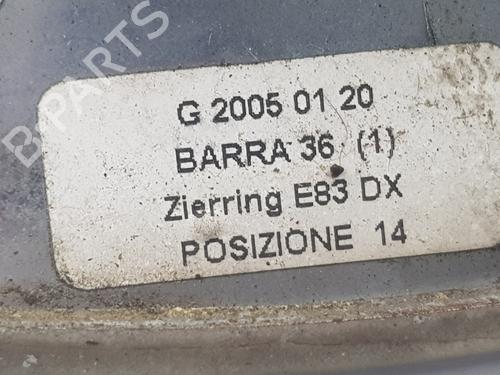 G 2005 01 20
BARRA 36 (1)
Zierring E83 DX
POSIZIONE 14
B PARTS